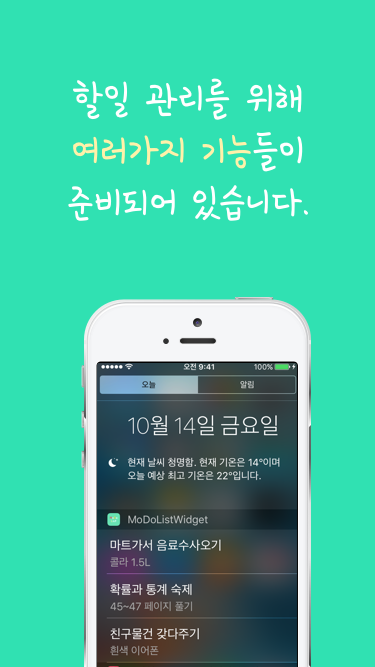 할일 관리를 위해
여러가지 기능들이
준비되어 있습니다.
오전 9:41
100%
오늘 알림
10월 14일 금요일
현재 날씨 청명함. 현재 기온은 14°이며
오늘 예상 최고 기온은 22°입니다.
MoDoListWidget
마트가서 음료수사오기
콜라 1.5L
확률과 통계 숙제
45~47 페이지 풀기
친구물건 갖다주기
흰색 이어폰